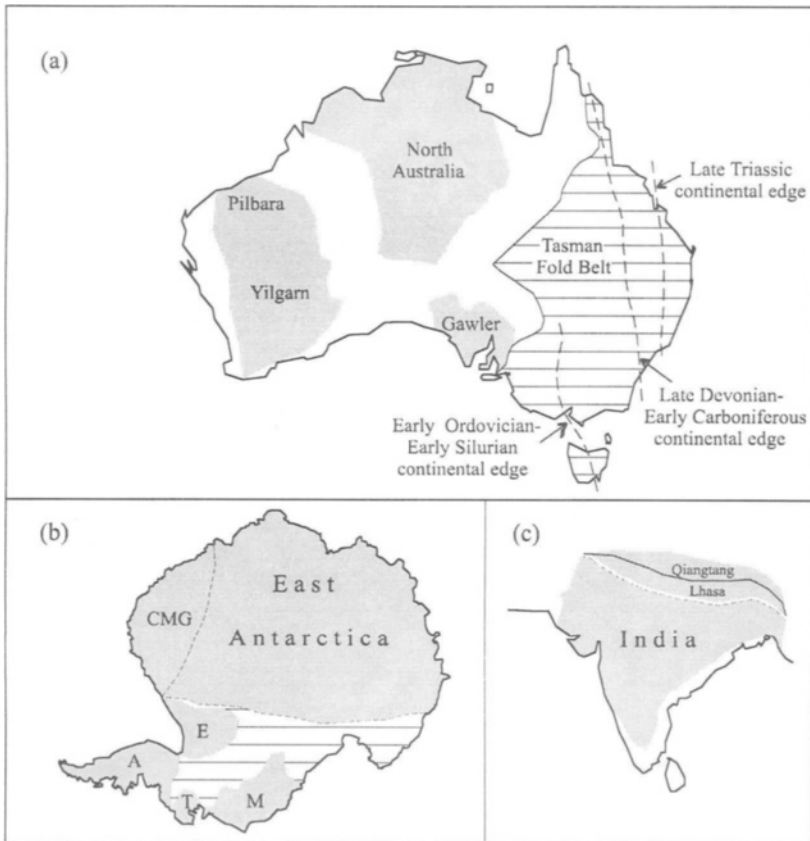 (a)
North
Australia
Pilbara
Yilgarn
Gawler
Tasman
Fold Belt
Late Triassic
continental edge
Late Devonian-
Early Carboniferous
continental edge
Early Ordovician-
Early Silurian
continental edge
(b)
East
Antarctica
CMG
E
A
T
M
(c)
Qiangtang
Lhasa
India